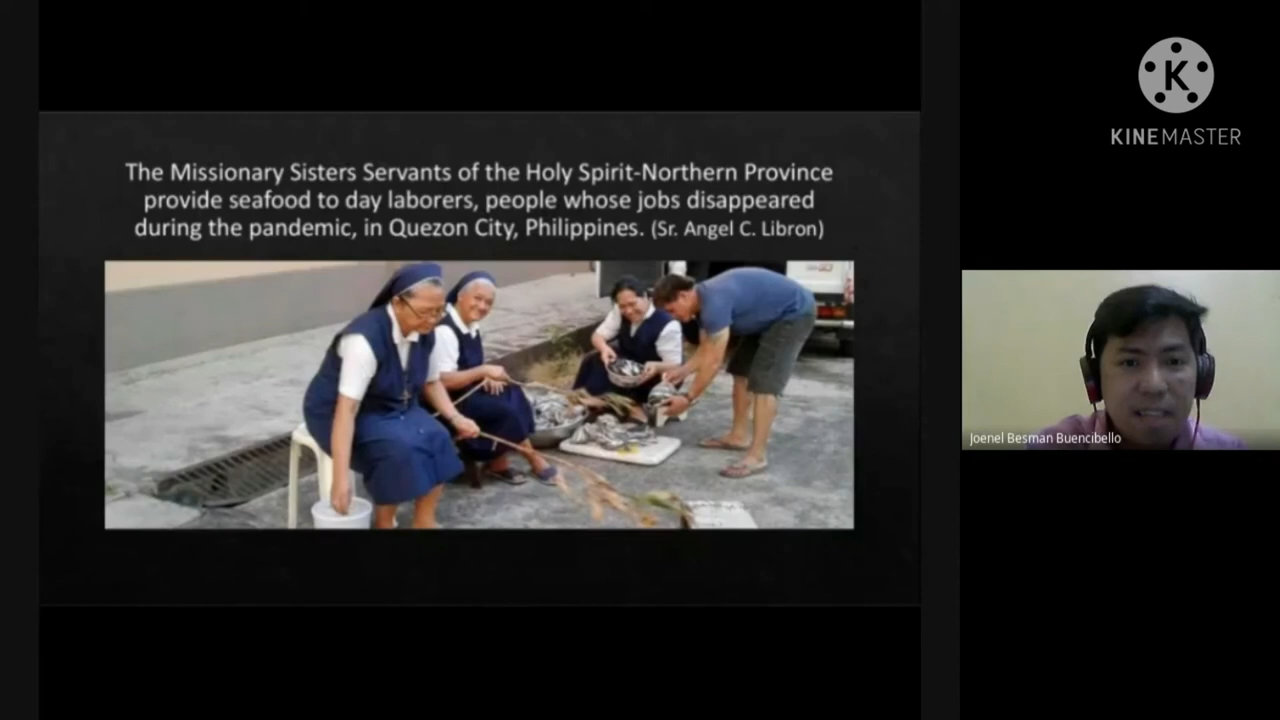 The Missionary Sisters Servants of the Holy Spirit-Northern Province
provide seafood to day laborers, people whose jobs disappeared
during the pandemic, in Quezon City, Philippines. (Sr. Angel C. Libron)
K
KINEMASTER
Joenel Besman Buencibello